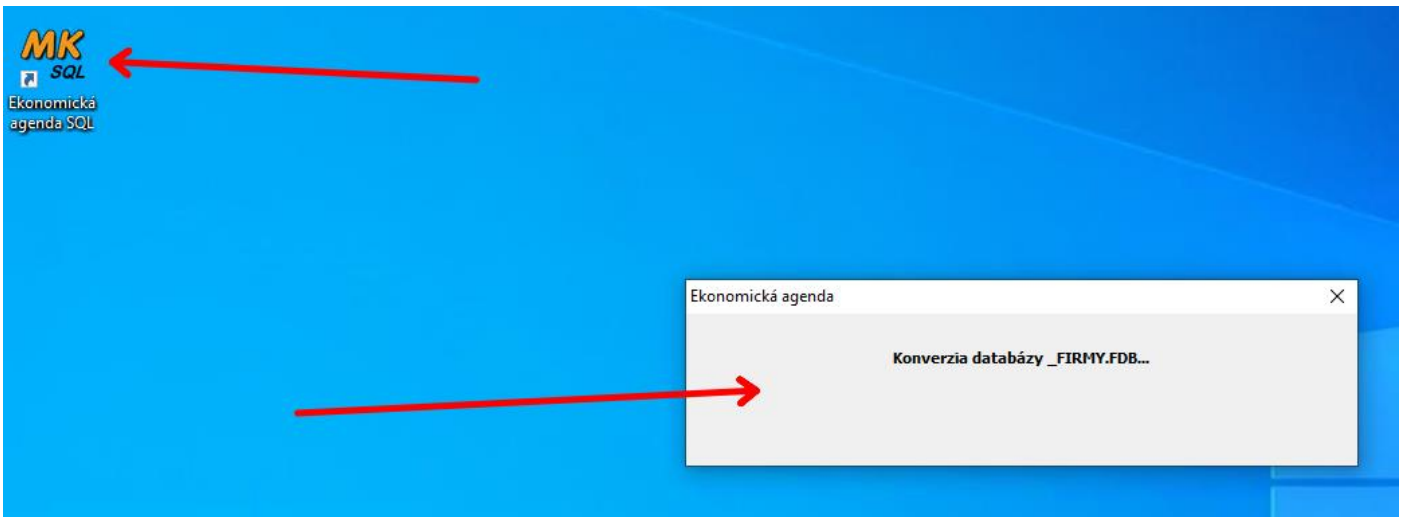 MK
SQL
Ekonomická
agenda SQL
Ekonomická agenda
Konverzia databázy _FIRMY.FDB...